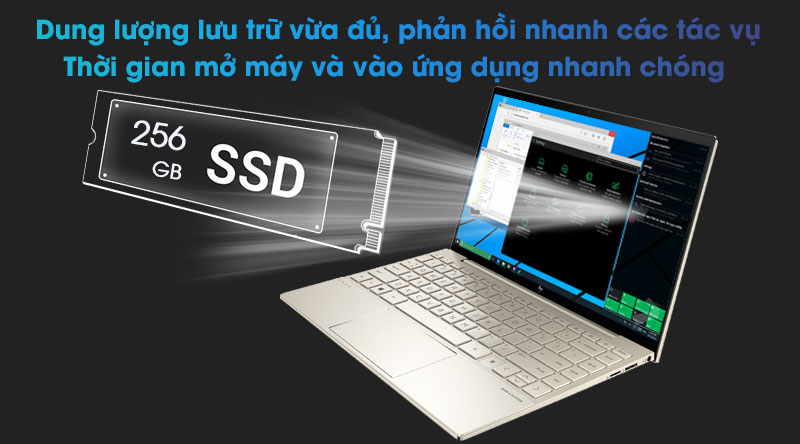 Dung lượng lưu trữ vừa đủ, phản hồi nhanh các tác vụ
Thời gian mở máy và vào ứng dụng nhanh chóng
256
GB
SSD
hp